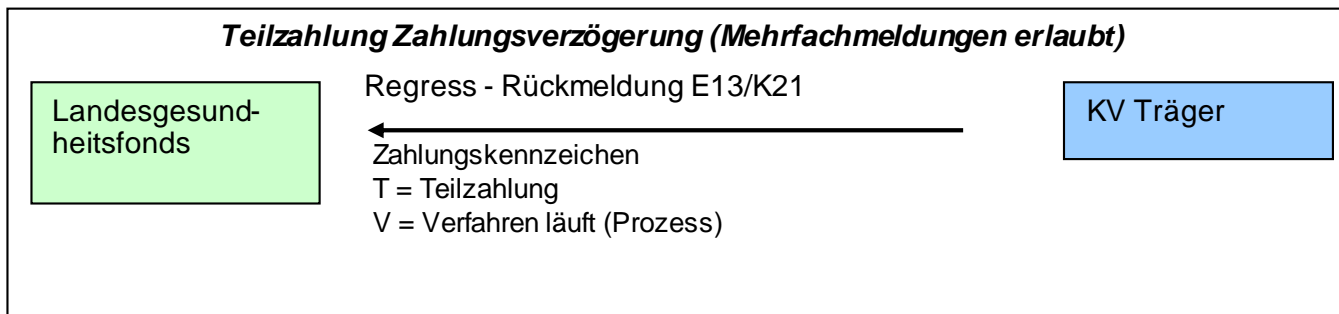 Teilzahlung Zahlungsverzögerung (Mehrfachmeldungen erlaubt)
Landesgesund-
heitsfonds
Regress - Rückmeldung E13/K21
Zahlungskennzeichen
T = Teilzahlung
V = Verfahren läuft (Prozess)
KV Träger